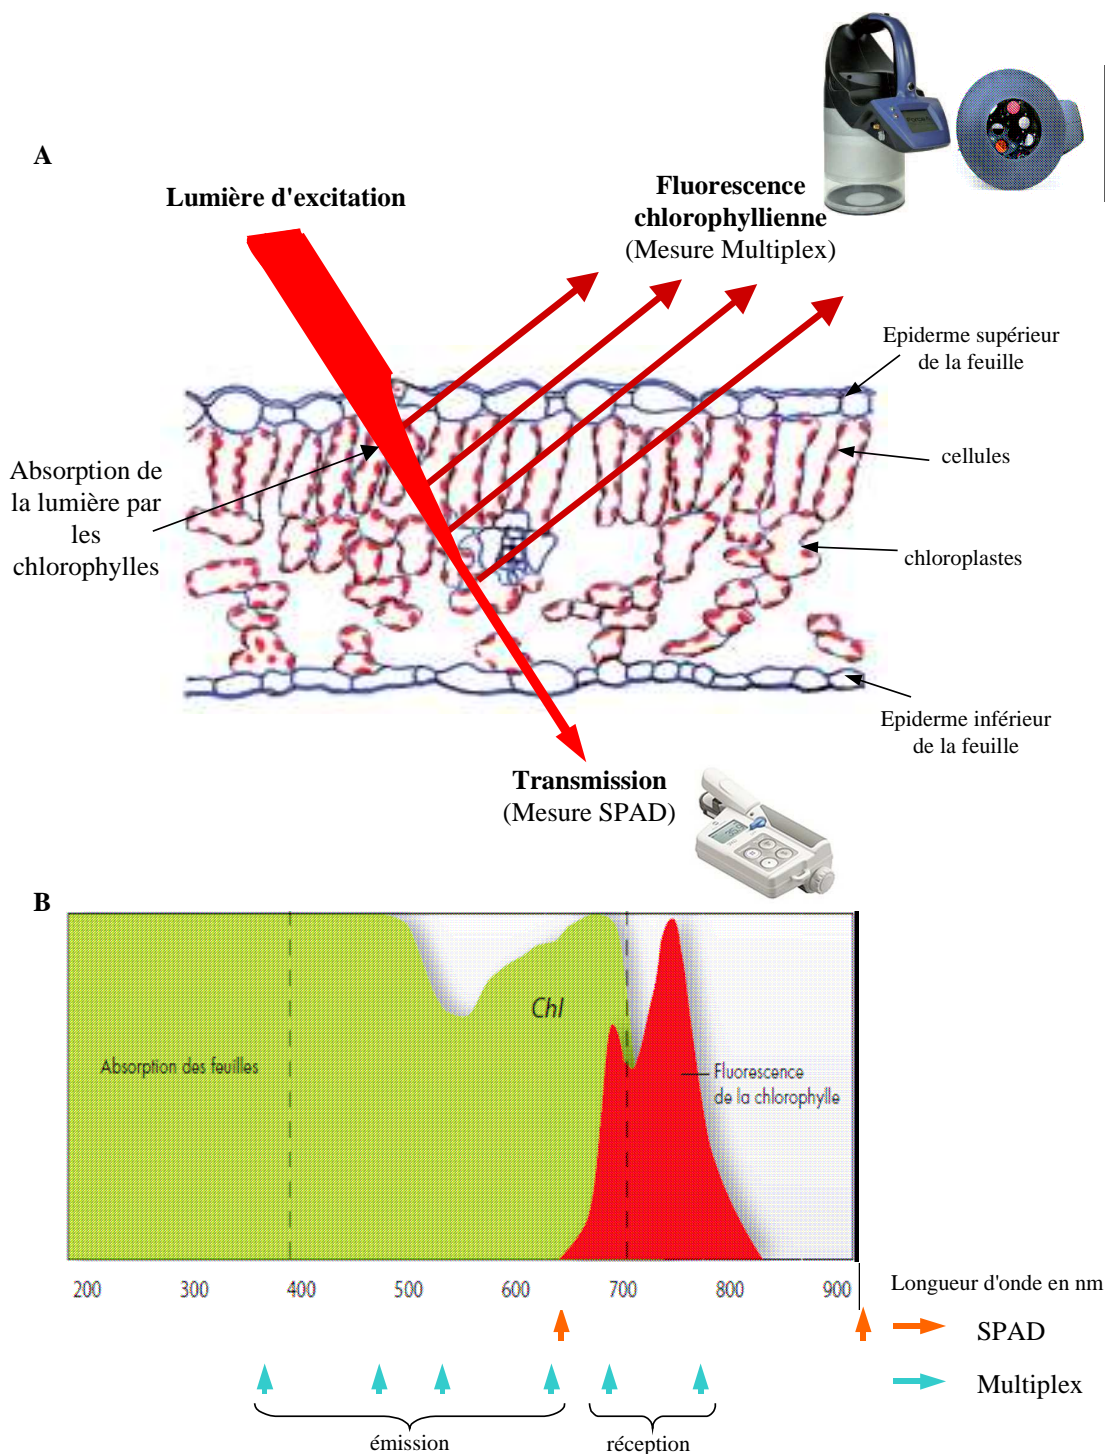 A
Lumière d'excitation
Fluorescence
chlorophyllienne
(Mesure Multiplex)
Epiderme supérieur
de la feuille
cellules
Absorption de
la lumière par
les
chlorophylles
chloroplastes
Epiderme inférieur
de la feuille
Transmission
(Mesure SPAD)
B
Chl
Absorption des feuilles
Fluorescence
de la chlorophylle
200 300 400 500 600 700 800 900
Longueur d'onde en nm
SPAD
Multiplex
émission
réception